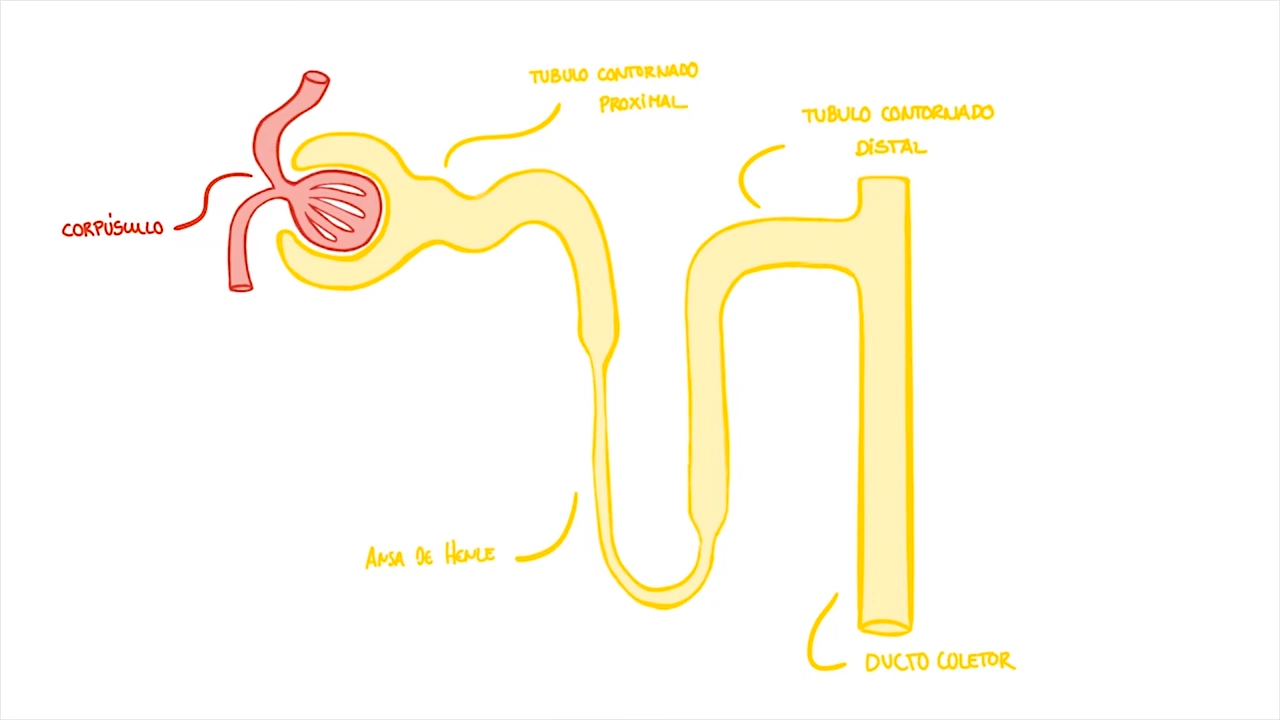 TUBULO CONTORNADO
PROXIMAL
TUBULO CONTORNADO
DISTAL
CORPÚSCULO
ANSA DE HENLE
DUCTO COLETOR